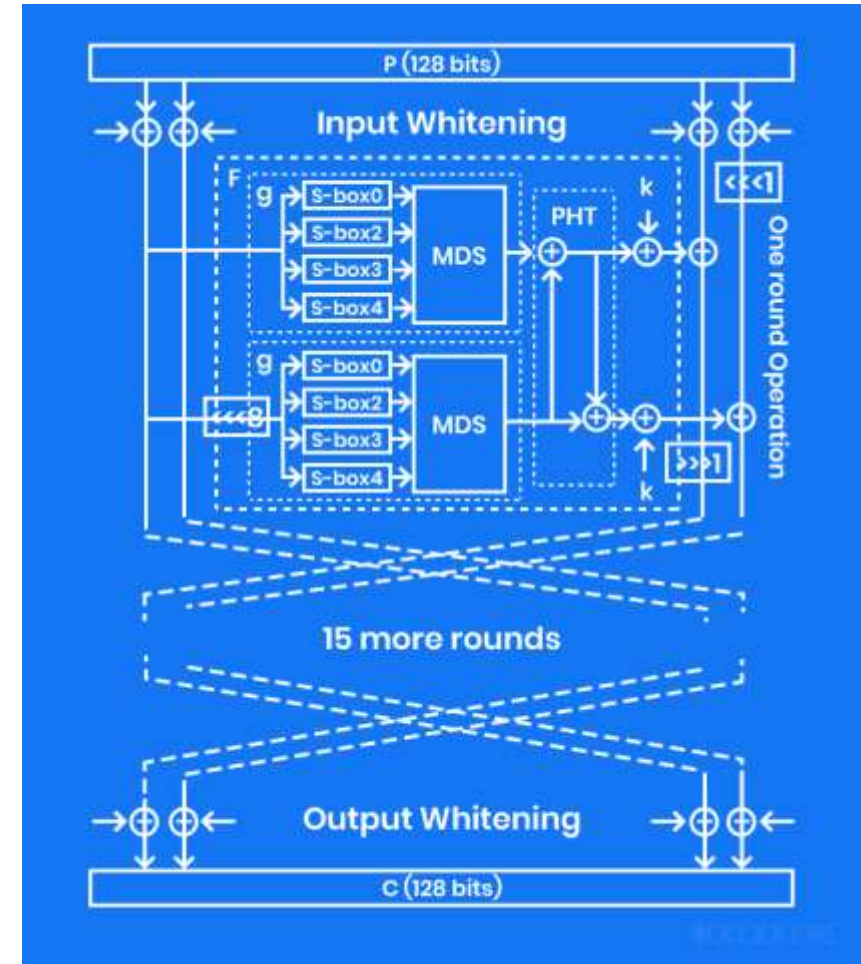 P (128 bits)
Input Whitening
F
<<<1
g
S-box0
S-box2
S-box3
S-box4
MDS
PHT
k
One round Operation
g
<<<8
S-box0
S-box2
S-box3
S-box4
MDS
k
>>>1
15 more rounds
Output Whitening
C (128 bits)